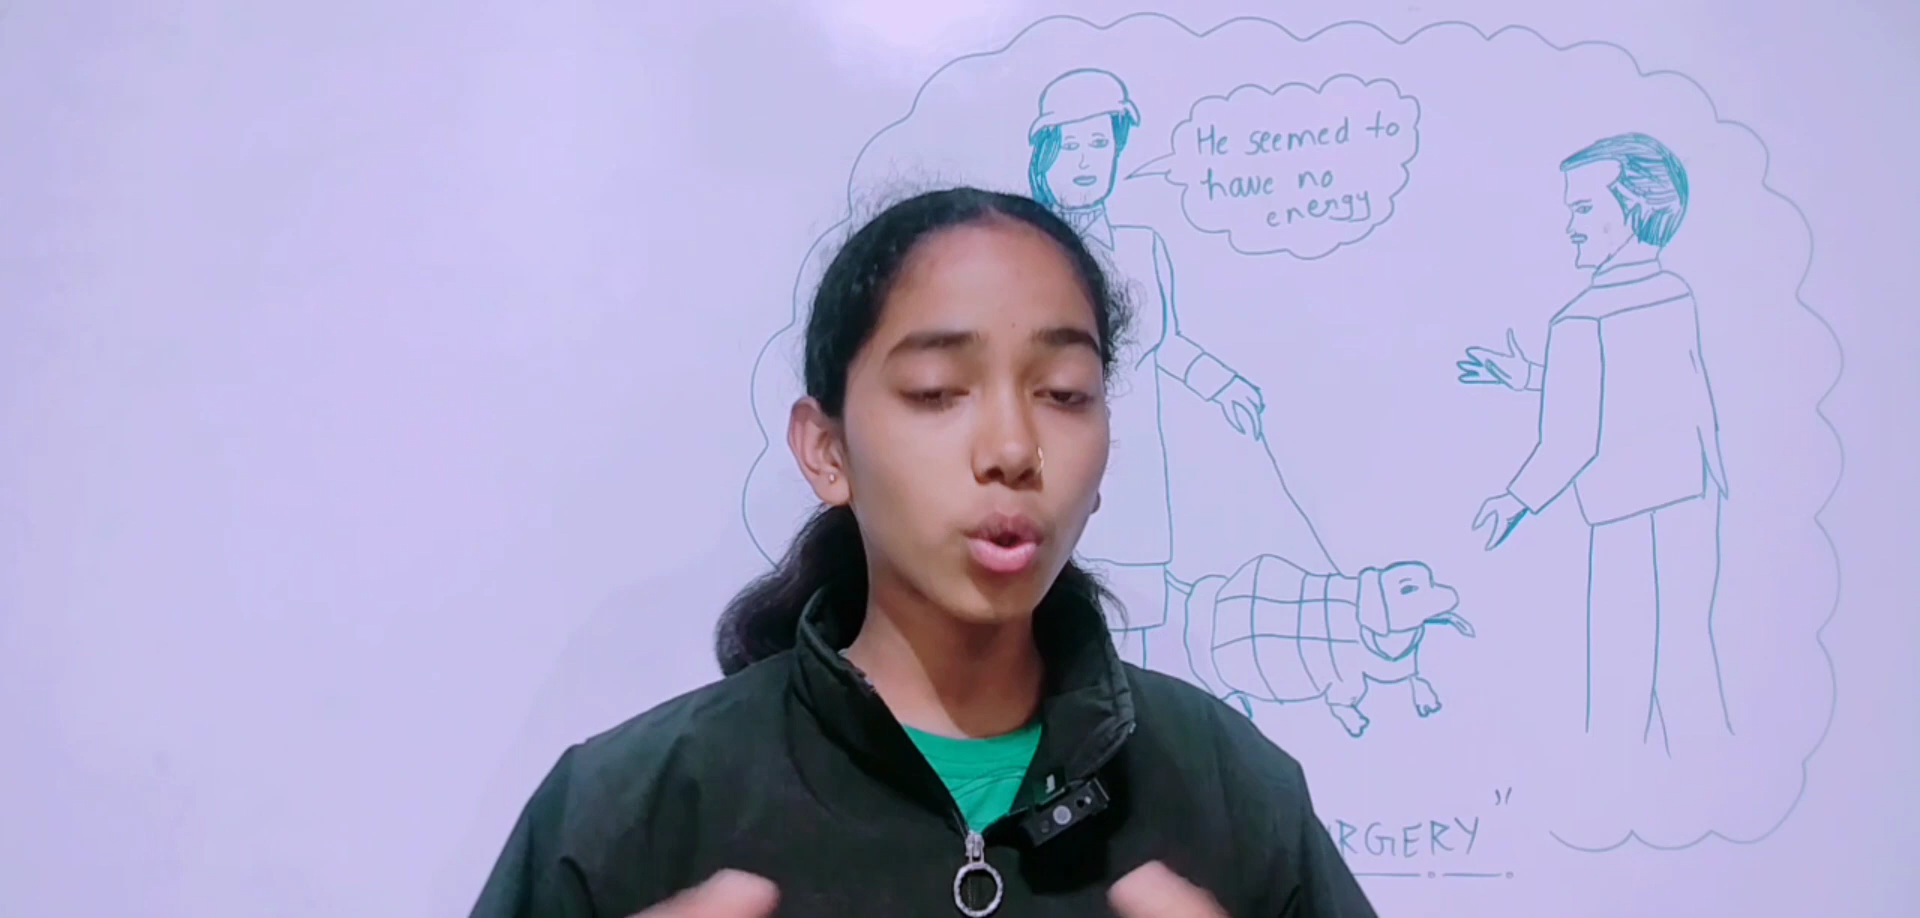 He seemed to
have no
energy
RGERY"